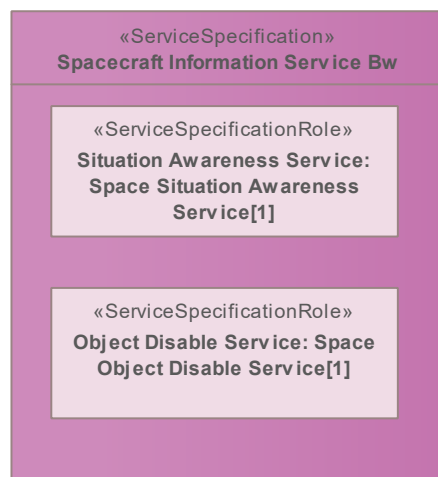 «ServiceSpecification»
Spacecraft Information Service Bw
«ServiceSpecificationRole»
Situation Awareness Service:
Space Situation Awareness
Service[1]
«ServiceSpecificationRole»
Object Disable Service: Space
Object Disable Service[1]